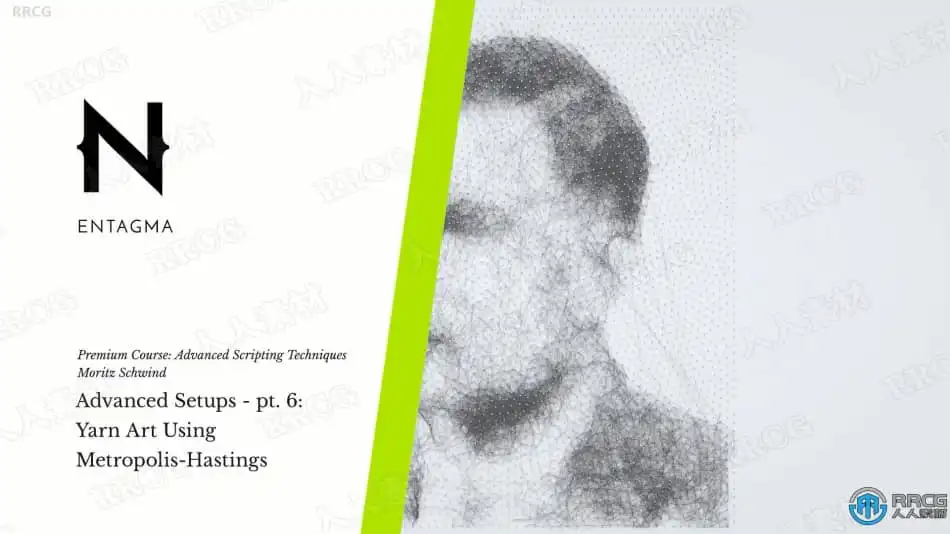 RRCG
N
ENTAGMA
Premium Course: Advanced Scripting Techniques
Moritz Schwind
Advanced Setups - pt. 6:
Yarn Art Using
Metropolis-Hastings
RRCG
人人素材